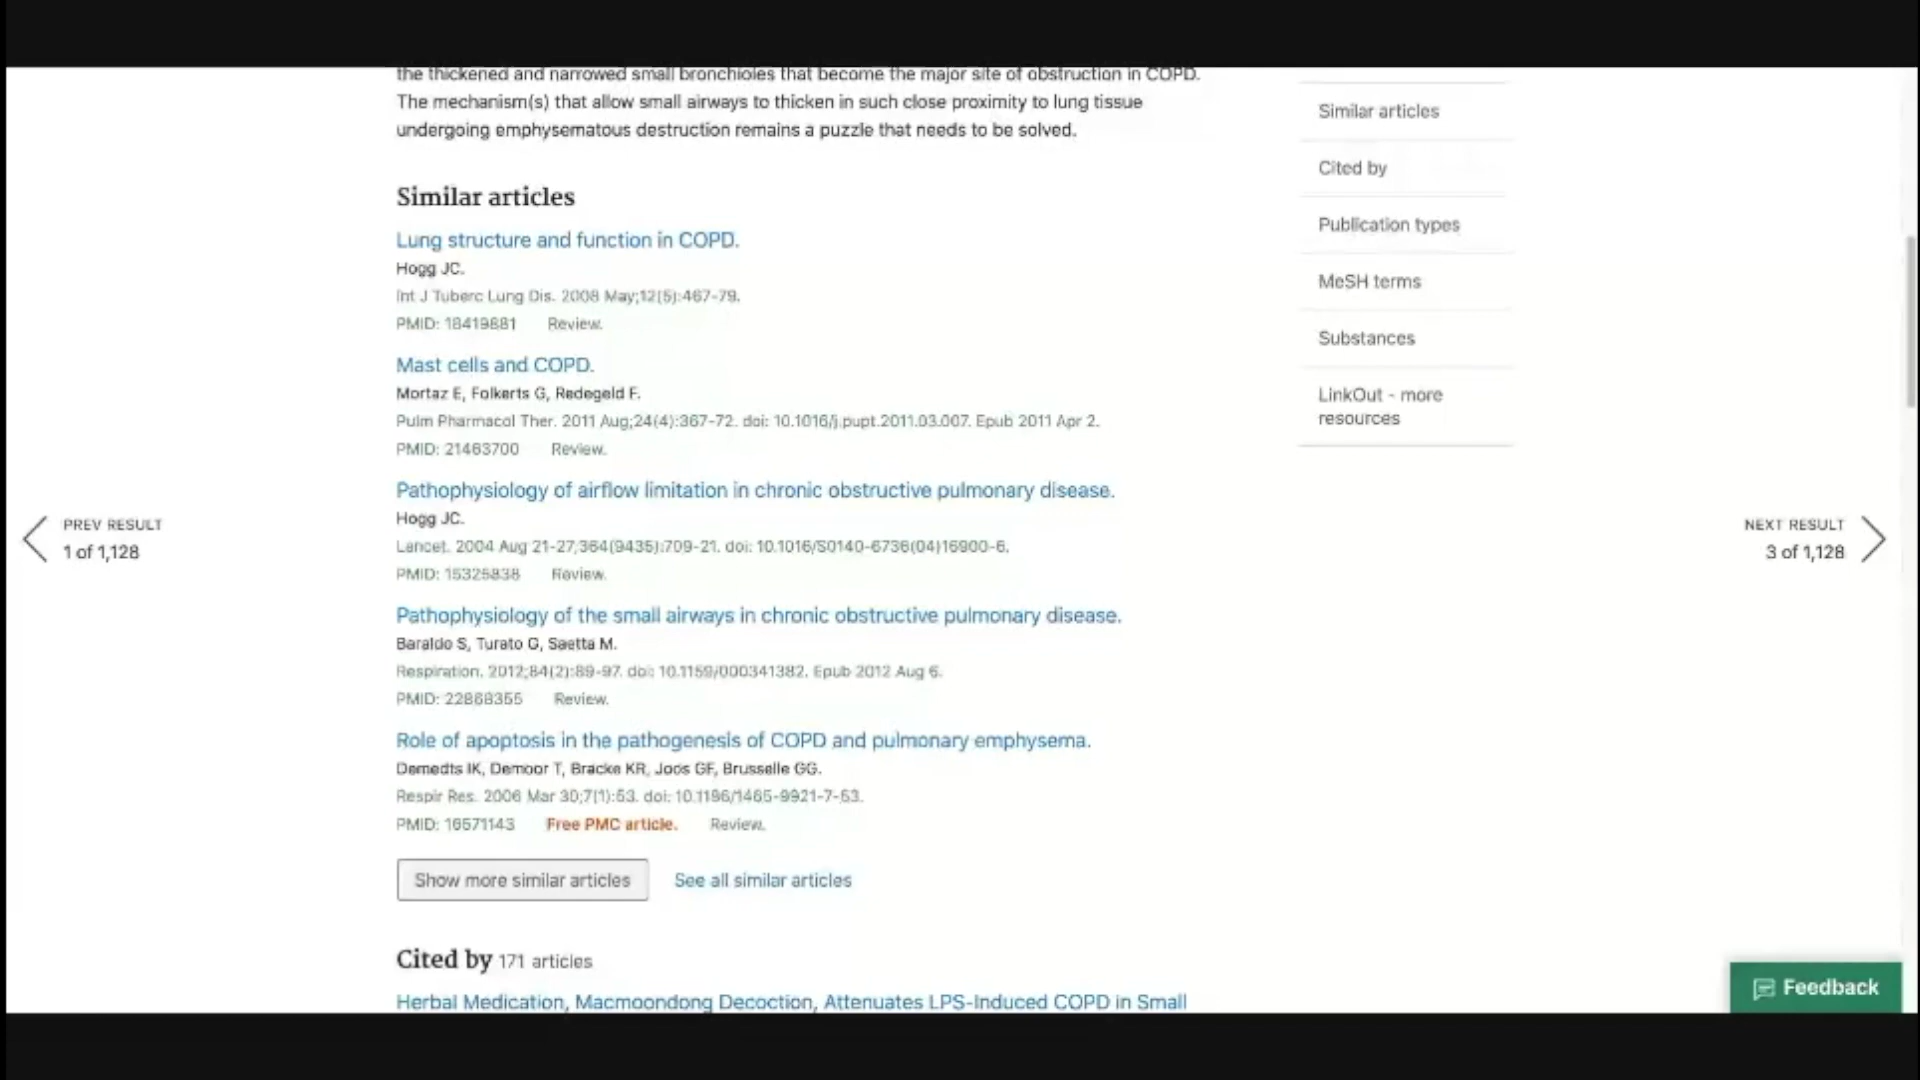 the thickened and narrowed small bronchioles that become the major site of obstruction in COPD.
The mechanism(s) that allow small airways to thicken in such close proximity to lung tissue
undergoing emphysematous destruction remains a puzzle that needs to be solved.
Similar articles
Lung structure and function in COPD.
Hogg JC.
Int J Tuberc Lung Dis. 2008 May;12(5):467-79.
PMID: 18419881 Review.
Mast cells and COPD.
Mortaz E, Folkerts G, Redegeld F.
Pulm Pharmacol Ther. 2011 Aug;24(4):367-72. doi: 10.1016/j.pupt.2011.03.007. Epub 2011 Apr 2.
PMID: 21463700 Review.
Pathophysiology of airflow limitation in chronic obstructive pulmonary disease.
Hogg JC.
Lancet. 2004 Aug 21-27;364(9435):709-21. doi: 10.1016/S0140-6736(04)16900-6.
PMID: 15325838 Review.
Pathophysiology of the small airways in chronic obstructive pulmonary disease.
Baraldo S, Turato G, Saetta M.
Respiration. 2012;84(2):89-97. doi: 10.1159/000341382. Epub 2012 Aug 6.
PMID: 22868355 Review.
Role of apoptosis in the pathogenesis of COPD and pulmonary emphysema.
Demedts IK, Demoor T, Bracke KR, Joos GF, Brusselle GG.
Respir Res. 2006 Mar 30;7(1):53. doi: 10.1186/1465-9921-7-53.
PMID: 16571143 Free PMC article. Review.
Show more similar articles
See all similar articles
Cited by 171 articles
Herbal Medication, Macmoondong Decoction, Attenuates LPS-Induced COPD in Small
Similar articles
Cited by
Publication types
MeSH terms
Substances
LinkOut - more
resources
PREV RESULT
1 of 1,128
NEXT RESULT
3 of 1,128
Feedback